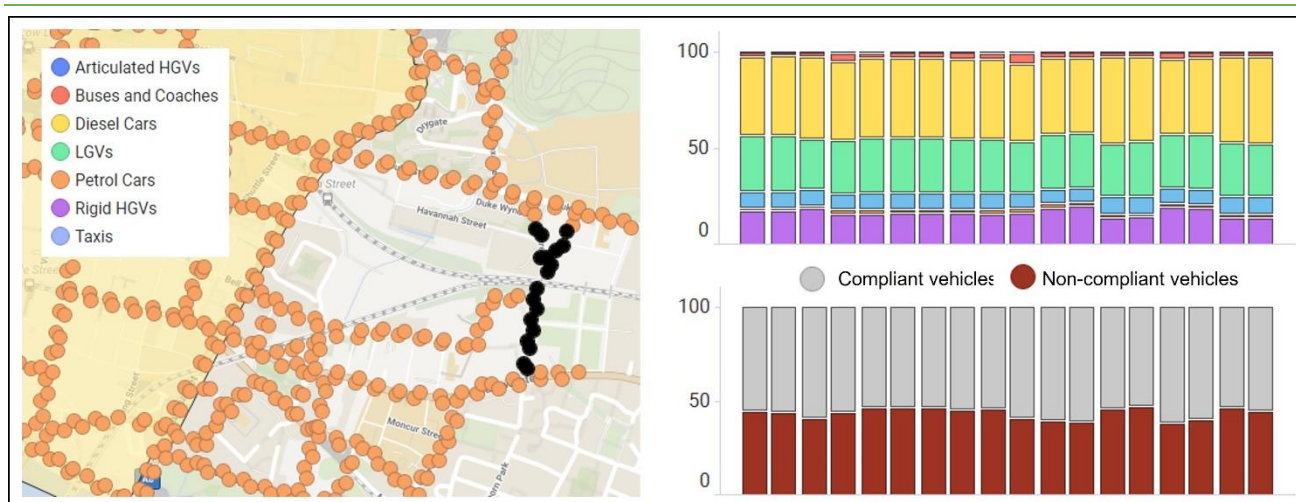 Articulated HGVs
Buses and Coaches
Diesel Cars
LGVs
Petrol Cars
Rigid HGVs
Taxis
Drygate
Street
Duke Wynd
Havannah Street
Moncur Stre
100
50
0
Compliant vehicles
Non-compliant vehicles
100
50
0